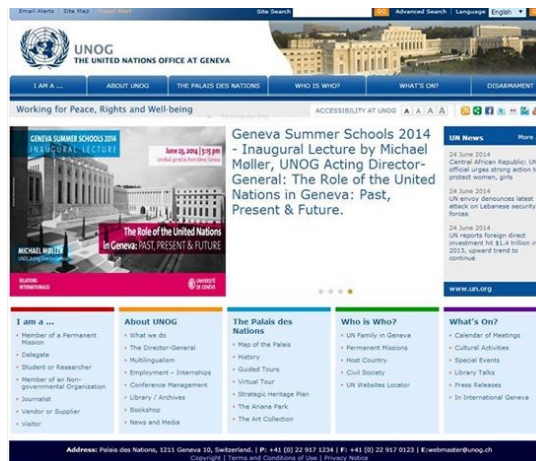 Email Alerts | Site Map | Fraud Alert
Site Search
GO Advanced Search | Language English
UNOG
THE UNITED NATIONS OFFICE AT GENEVA
I AM A ...
ABOUT UNOG
THE PALAIS DES NATIONS
WHO IS WHO?
WHAT'S ON?
DISARMAMENT
Working for Peace, Rights and Well-being
ACCESSIBILITY AT UNOG A A A A
GENEVA SUMMER SCHOOLS 2014
INAUGURAL LECTURE
June 23, 2014 | 5:15 pm
The Role of the United Nations
in Geneva: PAST, PRESENT & FUTURE
MICHAEL MØLLER
UNOG, Acting Director-General
RELATIONS
INTERNATIONALES
UNIVERSITÉ
DE GENÈVE
Geneva Summer Schools 2014
- Inaugural Lecture by Michael
Møller, UNOG Acting Director-
General: The Role of the United
Nations in Geneva: Past,
Present & Future.
UN News
More
24 June 2014
Central African Republic: UN
official urges strong action to
protect women, girls
24 June 2014
UN envoy denounces latest
attack on Lebanese security
forces
24 June 2014
UN reports foreign direct
investment hit $1.4 trillion in
2013, upward trend to
continue
www.un.org
I am a ...
Member of a Permanent
Mission
Delegate
Student or Researcher
Member of an Non-
governmental Organization
Journalist
Vendor or Supplier
Visitor
About UNOG
What we do
The Director-General
Multilingualism
Employment – Internships
Conference Management
Library / Archives
Bookshop
News and Media
The Palais des
Nations
Map of the Palais
History
Guided Tours
Virtual Tour
Strategic Heritage Plan
The Ariana Park
The Art Collection
Who is Who?
UN Family in Geneva
Permanent Missions
Host Country
Civil Society
UN Websites Locator
What's On?
Calendar of Meetings
Cultural Activities
Special Events
Library Talks
Press Releases
In International Geneva
Address: Palais des Nations, 1211 Geneva 10, Switzerland. | P: +41 (0) 22 917 1234 | F: +41 (0) 22 917 0123 | E:webmaster@unog.ch
Copyright | Terms and Conditions of Use | Privacy Notice